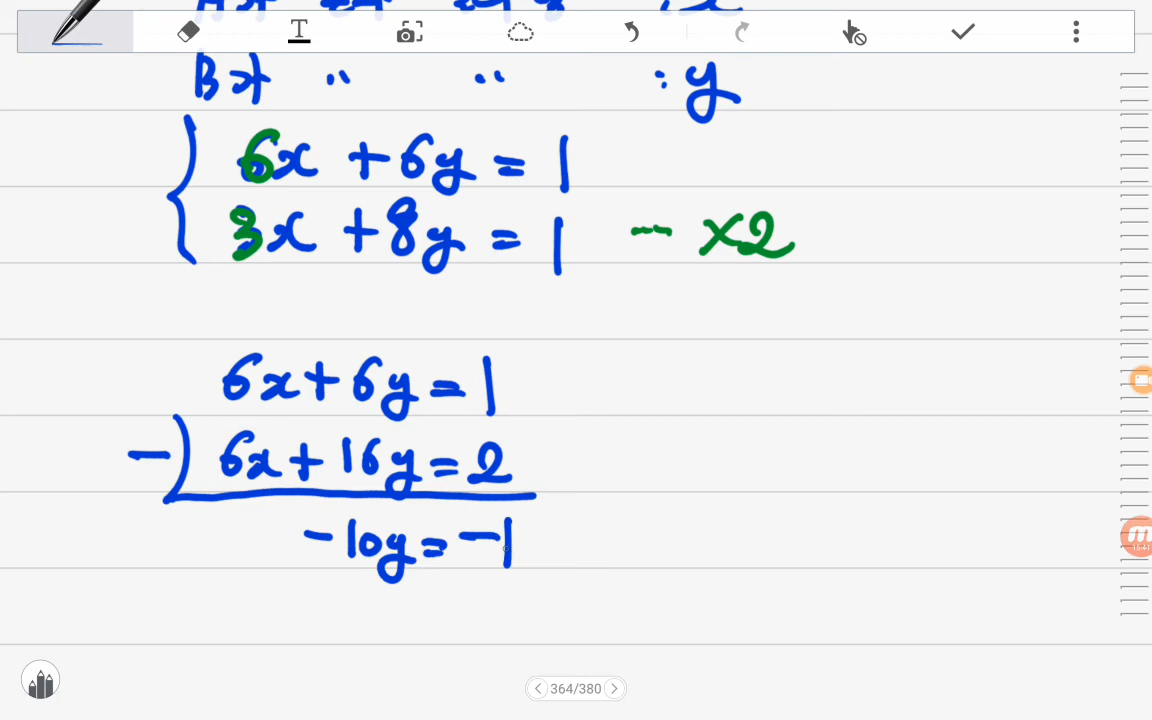 B가 〃 〃 : y
6x + 6y = 1
3x + 8y = 1 -- ×2
6x + 6y = 1
-) 6x + 16y = 2
-10y = -1
364/380